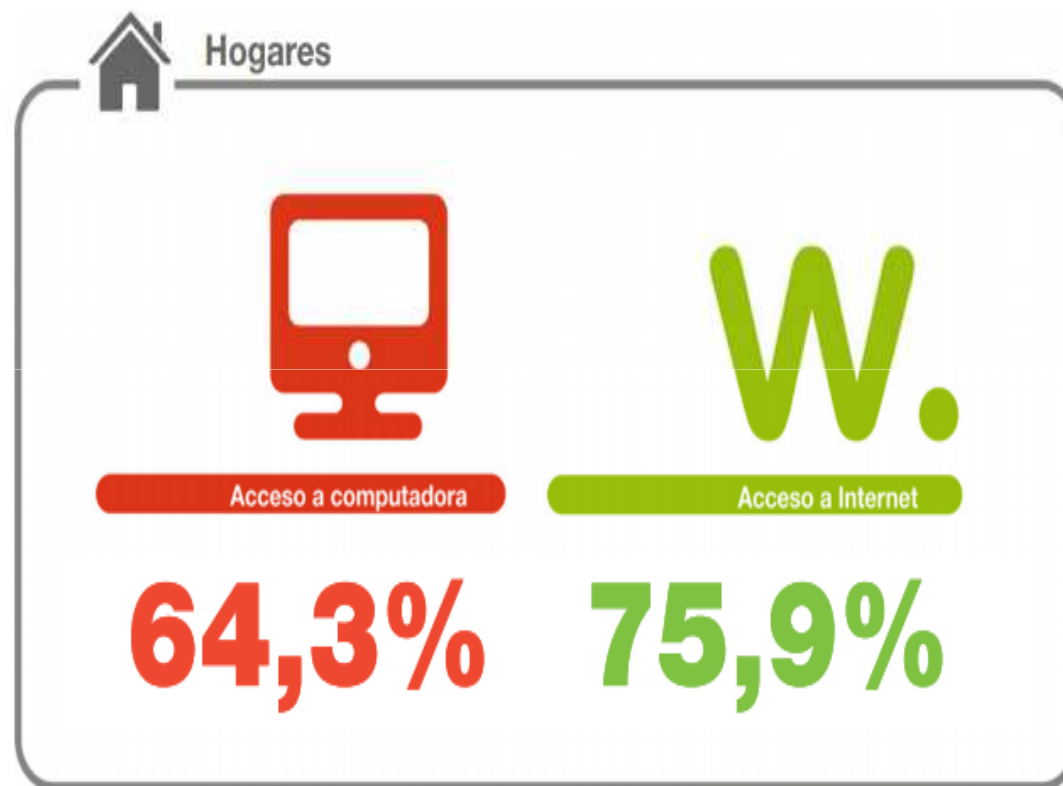 Hogares
W.
Acceso a computadora
Acceso a Internet
64,3%
75,9%